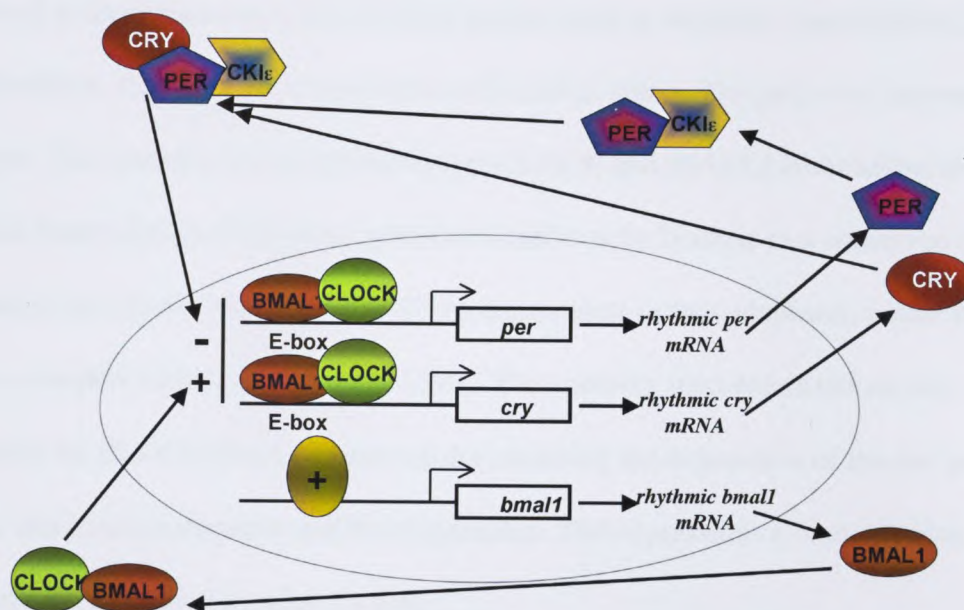 CRY
PER CKIε
PER CKIε
PER
CRY
BMAL1 CLOCK
per
rhythmic per
mRNA
E-box
-
+
BMAL1 CLOCK
cry
rhythmic cry
mRNA
E-box
+
bmal1
rhythmic bmal1
mRNA
BMAL1
CLOCK BMAL1